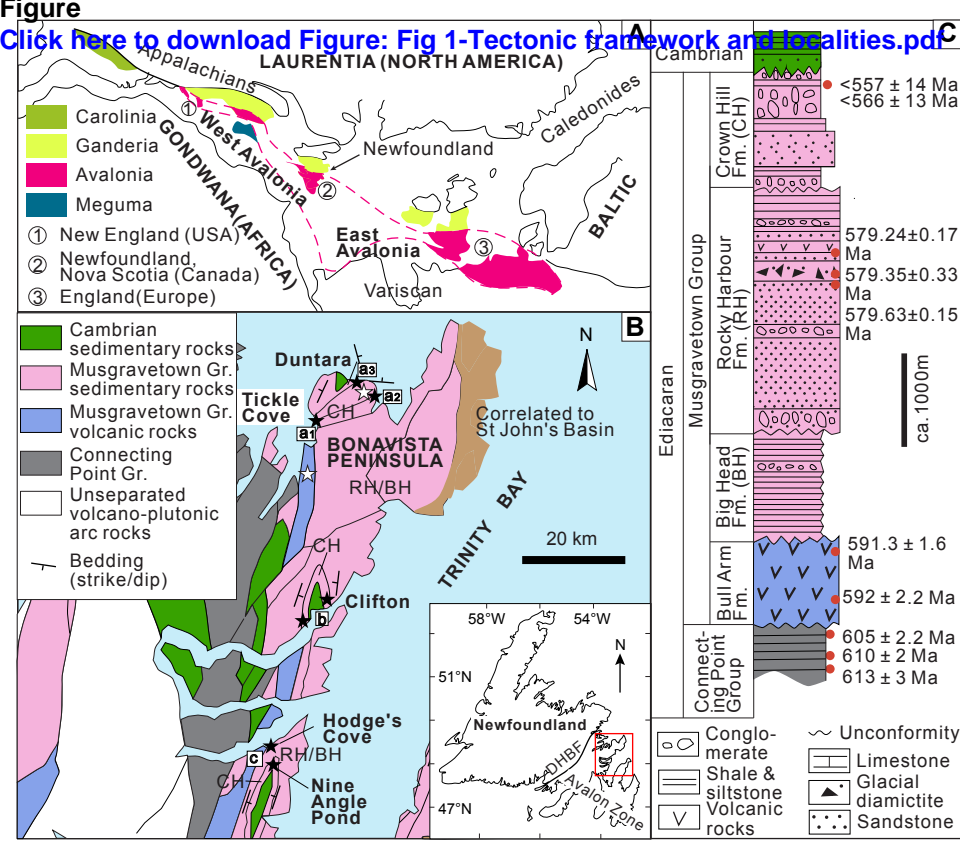 Figure
Click here to download Figure: Fig 1-Tectonic framework and localities.pdf
A
Appalachians
LAURENTIA (NORTH AMERICA)
Caledonides
Carolinia
Ganderia
Avalonia
Meguma
① New England (USA)
② Newfoundland,
Nova Scotia (Canada)
③ England(Europe)
①
West Avalonia
GONDWANA(AFRICA)
Newfoundland
②
East
Avalonia
③
Variscan
BALTIC
B
Cambrian
sedimentary rocks
Musgravetown Gr.
sedimentary rocks
Musgravetown Gr.
volcanic rocks
Connecting
Point Gr.
Unseparated
volcano-plutonic
arc rocks
Bedding
(strike/dip)
Duntara
a3
a2
Tickle
Cove
CH
a1
BONAVISTA
PENINSULA
RH/BH
Correlated to
St John's Basin
N
TRINITY BAY
20 km
CH
Clifton
b
Hodge's
Cove
c
RH/BH
CH
Nine
Angle
Pond
58°W
54°W
N
51°N
Newfoundland
DHBF
Avalon Zone
47°N
C
Cambrian
Ediacaran
Musgravetown Group
Crown Hill
Fm. (CH)
<557 ± 14 Ma
<566 ± 13 Ma
Rocky Harbour
Fm. (RH)
579.24±0.17
Ma
579.35±0.33
Ma
579.63±0.15
Ma
ca.1000m
Big Head
Fm. (BH)
Bull Arm
Fm.
591.3 ± 1.6
Ma
592 ± 2.2 Ma
Connect-
ing Point
Group
605 ± 2.2 Ma
610 ± 2 Ma
613 ± 3 Ma
Conglo-
merate
Shale &
siltstone
Volcanic
rocks
Unconformity
Limestone
Glacial
diamictite
Sandstone